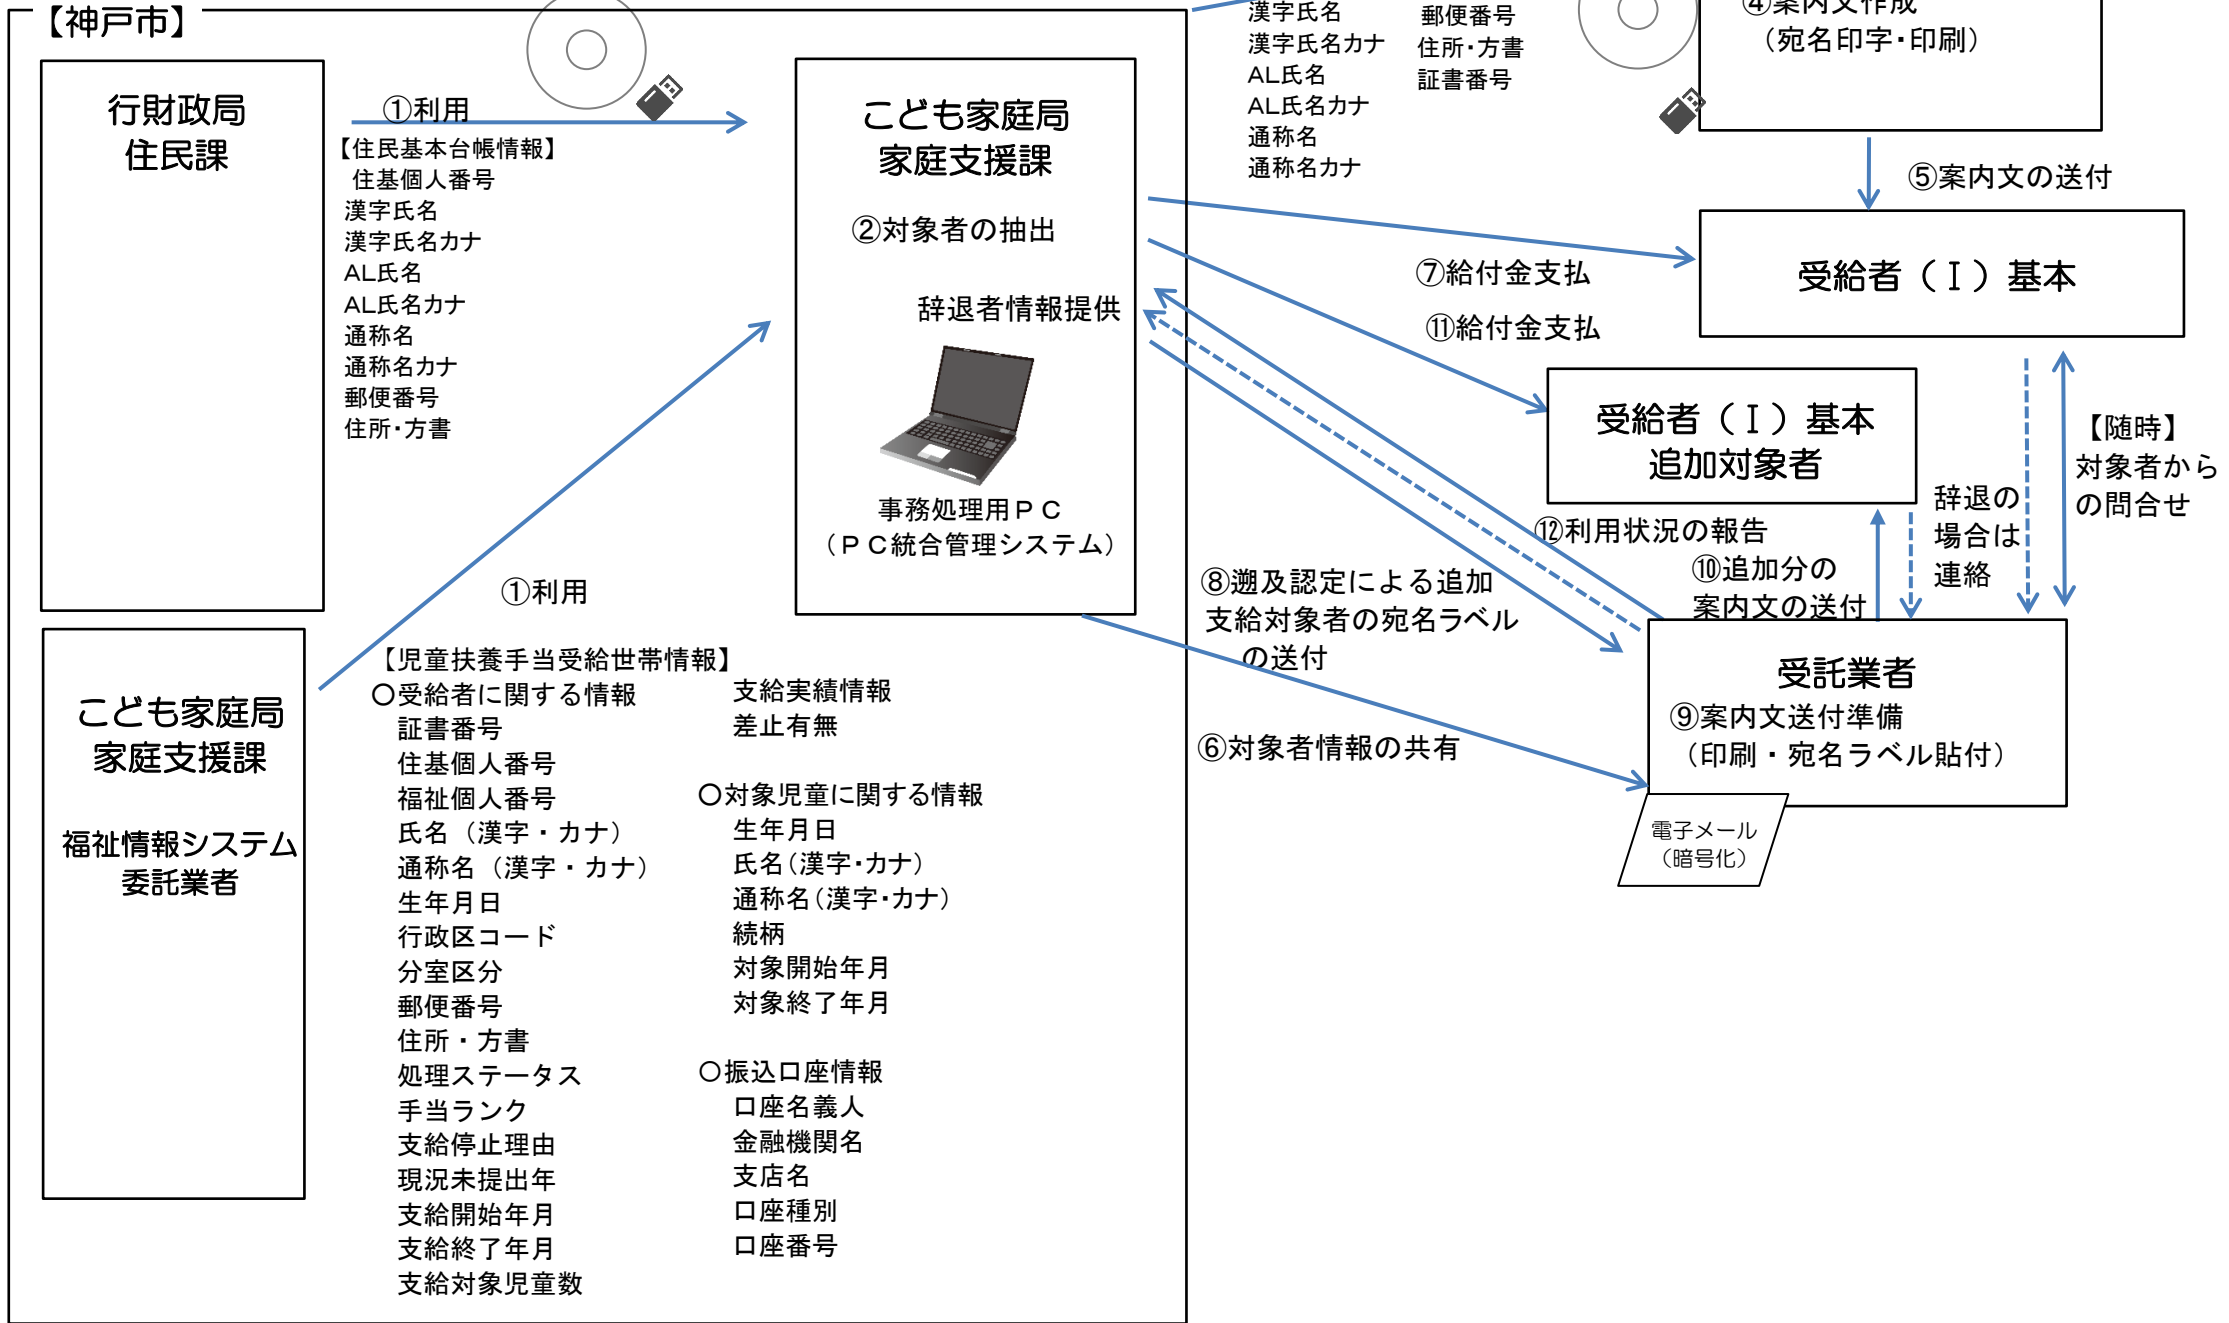 【神戸市】
行財政局
住民課
①利用
【住民基本台帳情報】
住基個人番号
漢字氏名
漢字氏名カナ
AL氏名
AL氏名カナ
通称名
通称名カナ
郵便番号
住所・方書
こども家庭局
家庭支援課
②対象者の抽出
辞退者情報提供
事務処理用ＰＣ
（ＰＣ統合管理システム）
漢字氏名
漢字氏名カナ
AL氏名
AL氏名カナ
通称名
通称名カナ
郵便番号
住所・方書
証書番号
④案内文作成
（宛名印字・印刷）
⑤案内文の送付
受給者（Ⅰ）基本
⑦給付金支払
⑪給付金支払
受給者（Ⅰ）基本
追加対象者
【随時】
対象者から
の問合せ
辞退の
場合は
連絡
⑫利用状況の報告
⑩追加分の
案内文の送付
⑧遡及認定による追加
支給対象者の宛名ラベル
の送付
⑥対象者情報の共有
受託業者
⑨案内文送付準備
（印刷・宛名ラベル貼付）
電子メール
（暗号化）
こども家庭局
家庭支援課
福祉情報システム
委託業者
①利用
【児童扶養手当受給世帯情報】
〇受給者に関する情報
証書番号
住基個人番号
福祉個人番号
氏名（漢字・カナ）
通称名（漢字・カナ）
生年月日
行政区コード
分室区分
郵便番号
住所・方書
処理ステータス
手当ランク
支給停止理由
現況未提出年
支給開始年月
支給終了年月
支給対象児童数
支給実績情報
差止有無
〇対象児童に関する情報
生年月日
氏名（漢字・カナ）
通称名（漢字・カナ）
続柄
対象開始年月
対象終了年月
〇振込口座情報
口座名義人
金融機関名
支店名
口座種別
口座番号